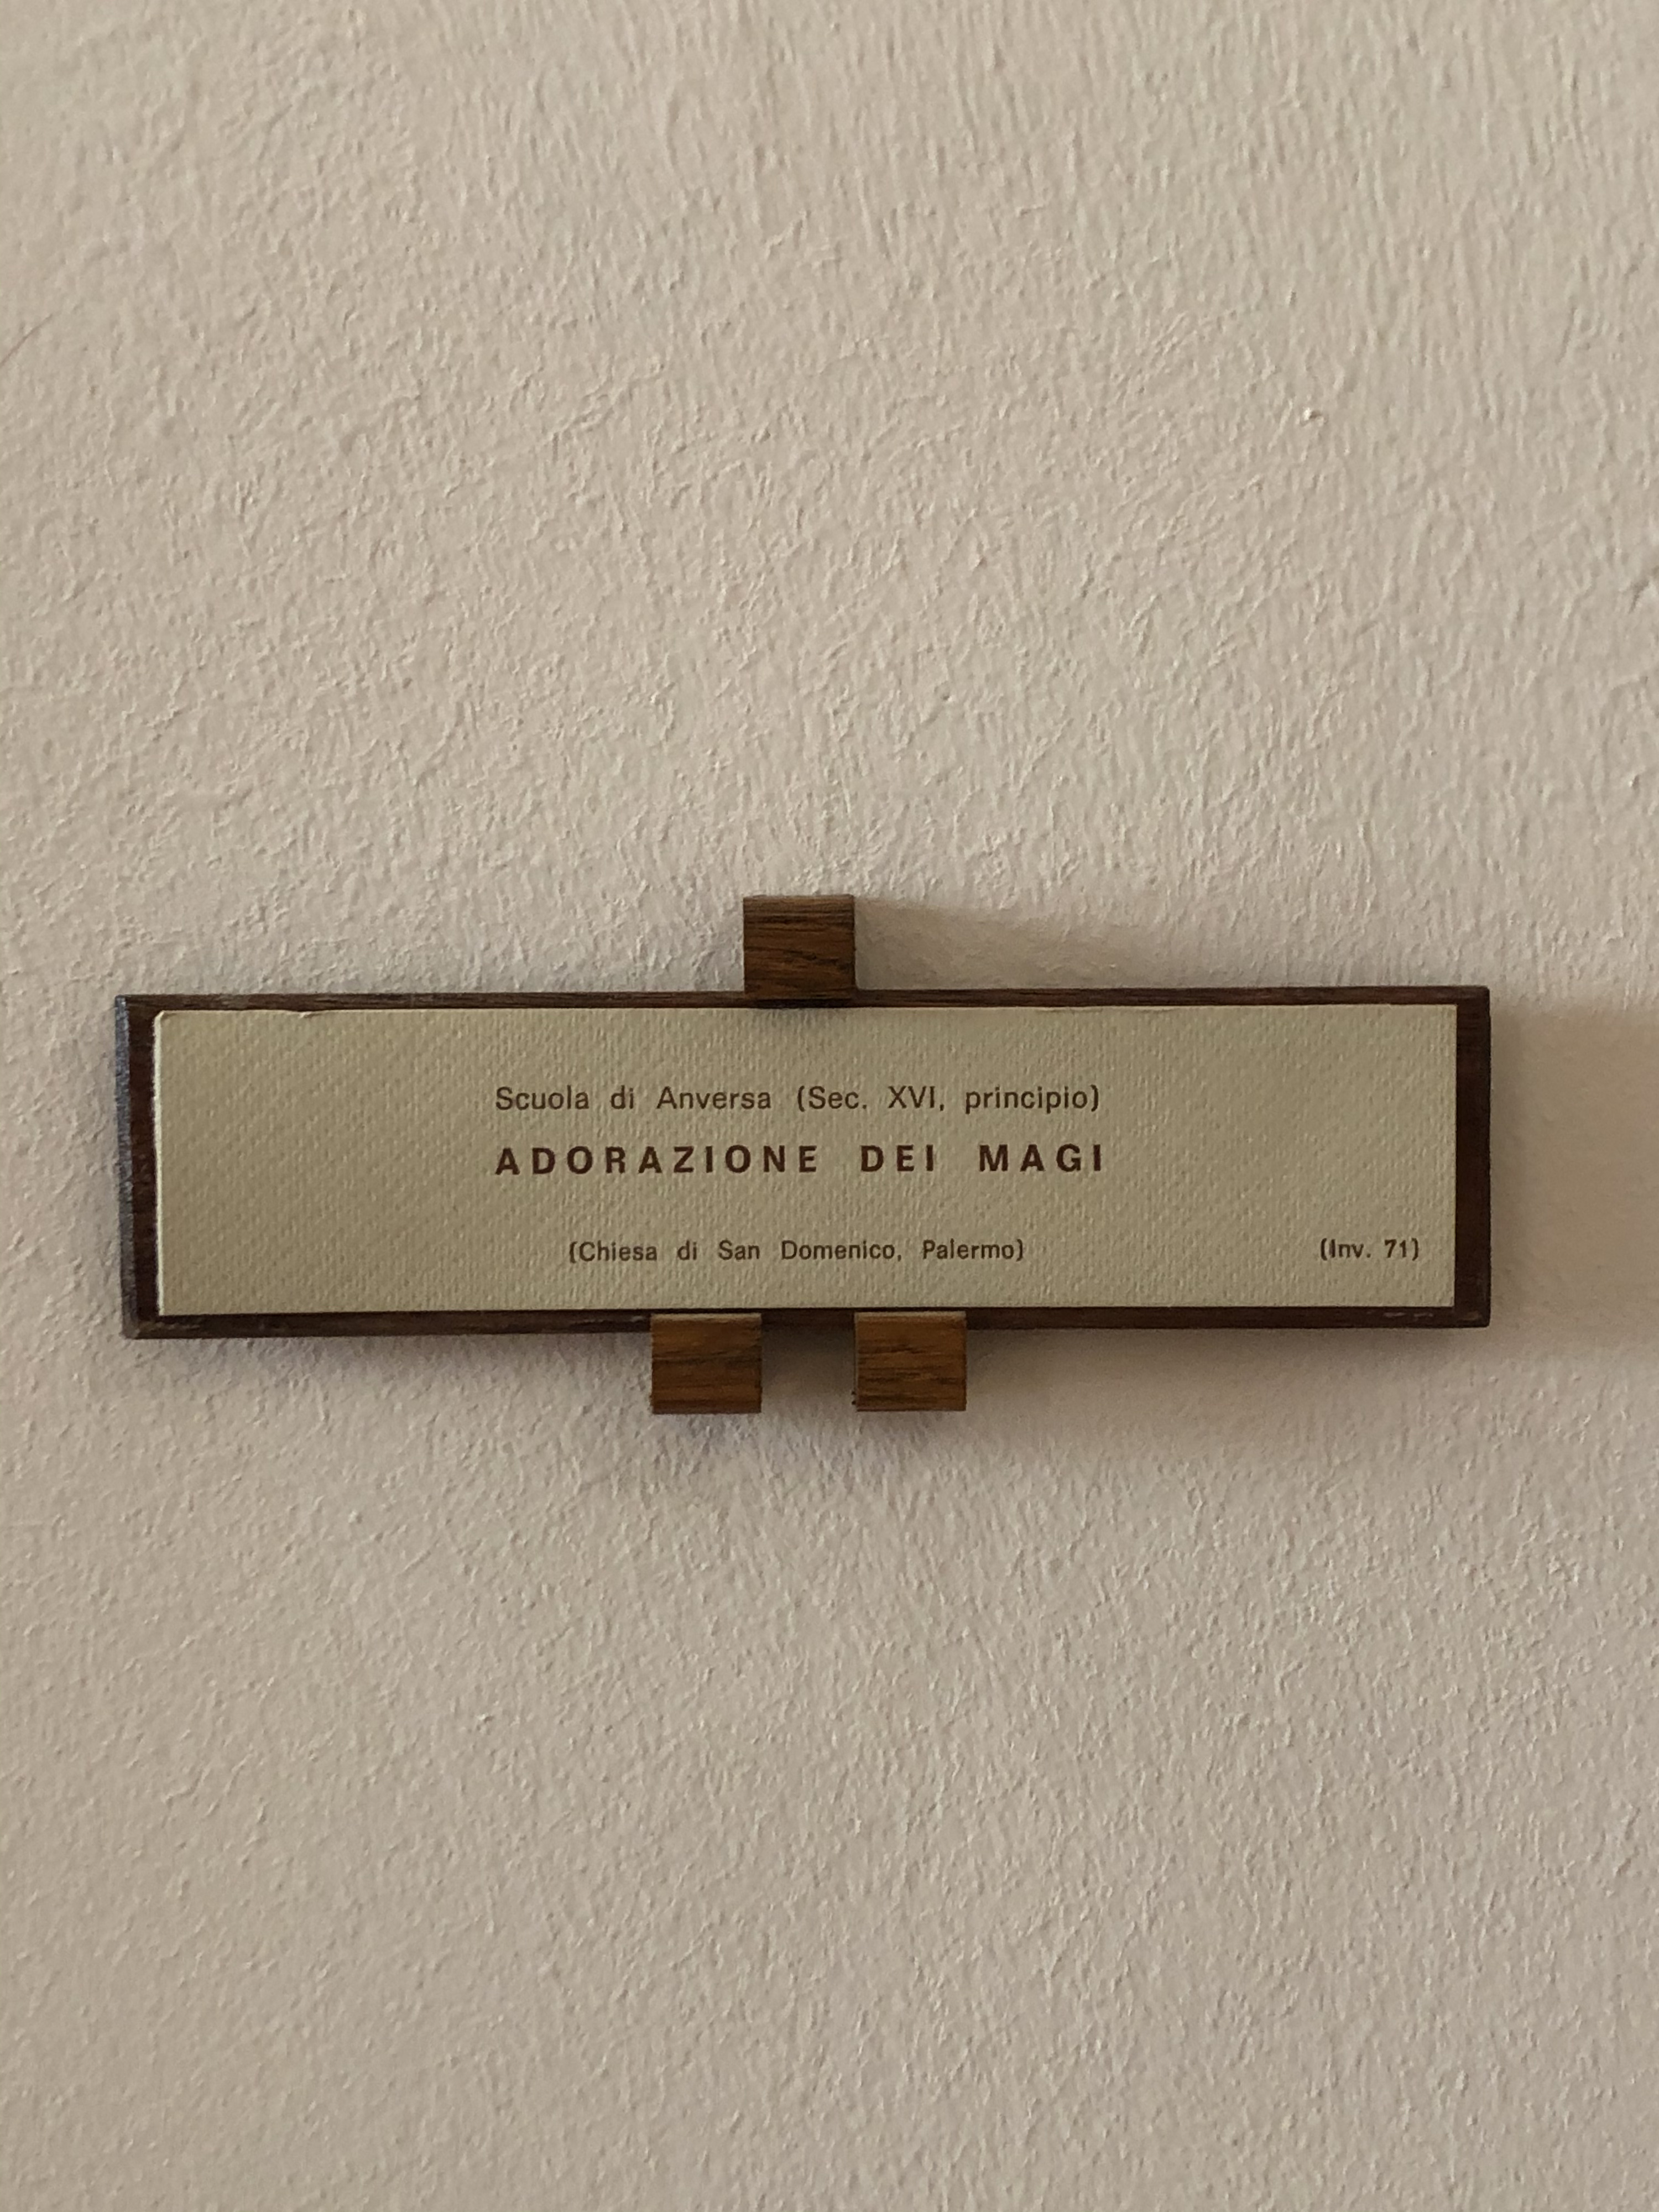 Scuola di Anversa (Sec. XVI, principio)
ADORAZIONE DEI MAGI
(Chiesa di San Domenico, Palermo) (Inv. 71)